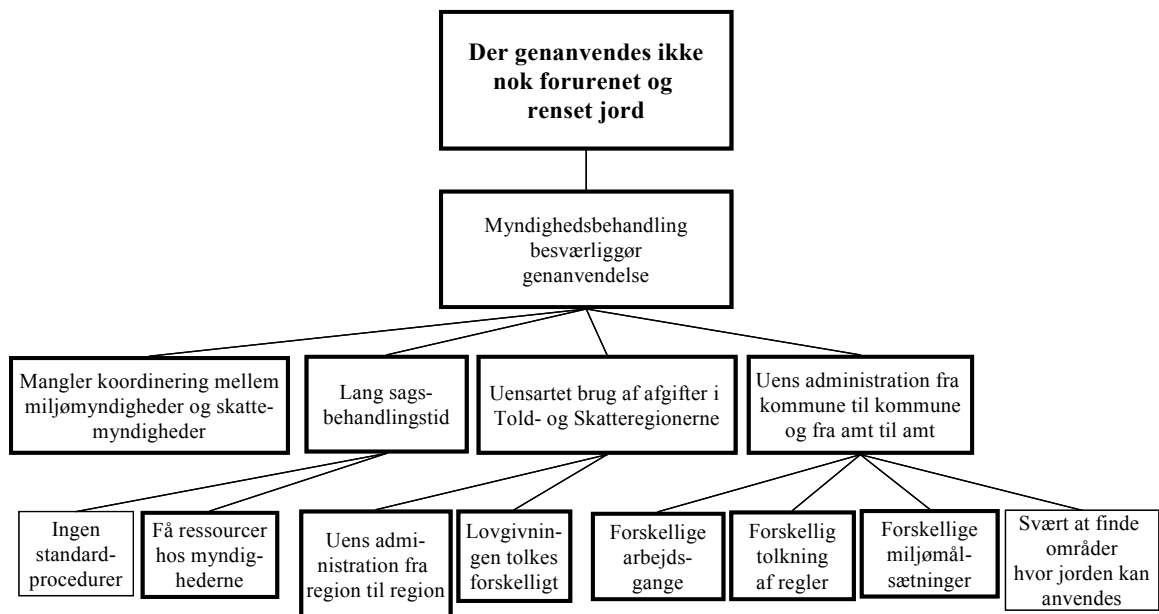 Der genanvendes ikke
nok forurenet og
renset jord
Myndighedsbehandling
besværliggør
genanvendelse
Mangler koordinering mellem
miljømyndigheder og skatte-
myndigheder
Lang sags-
behandlingstid
Uensartet brug af afgifter i
Told- og Skatteregionerne
Uens administration fra
kommune til kommune
og fra amt til amt
Ingen
standard-
procedurer
Få ressourcer
hos myndig-
hederne
Uens admi-
nistration fra
region til region
Lovgivnin-
gen tolkes
forskelligt
Forskellige
arbejds-
gange
Forskellig
tolkning
af regler
Forskellige
miljømål-
sætninger
Svært at finde
områder
hvor jorden kan
anvendes